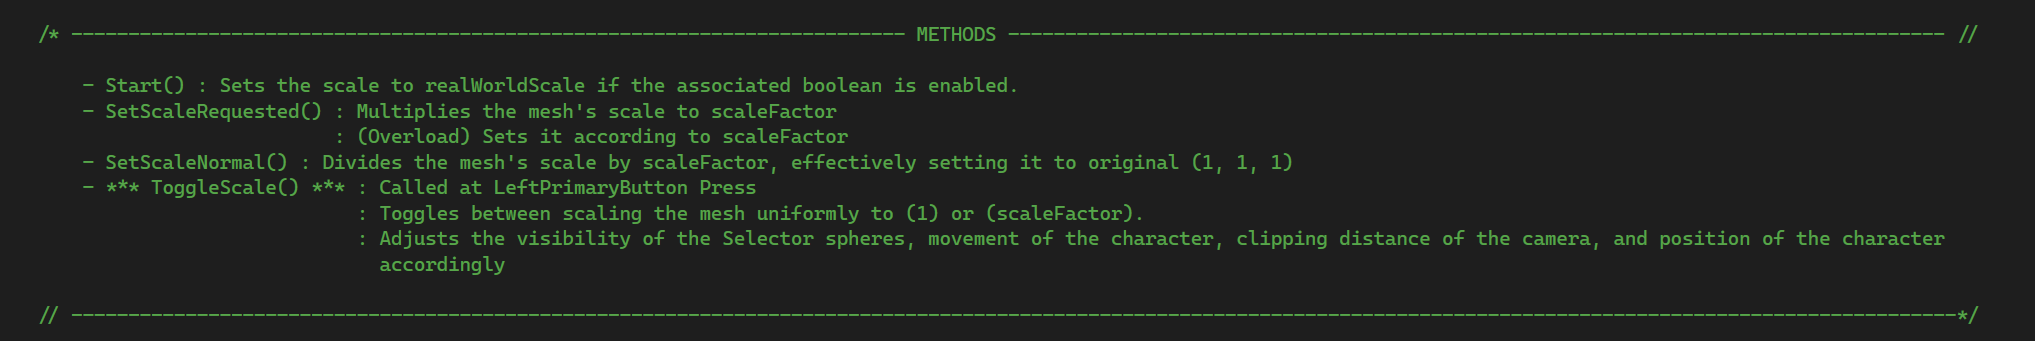 /* ------------------------------------------------------------------------- METHODS ---------------------------------------------------------------------------------- //
- Start() : Sets the scale to realWorldScale if the associated boolean is enabled.
- SetScaleRequested() : Multiplies the mesh's scale to scaleFactor
: (Overload) Sets it according to scaleFactor
- SetScaleNormal() : Divides the mesh's scale by scaleFactor, effectively setting it to original (1, 1, 1)
- *** ToggleScale() *** : Called at LeftPrimaryButton Press
: Toggles between scaling the mesh uniformly to (1) or (scaleFactor).
: Adjusts the visibility of the Selector spheres, movement of the character, clipping distance of the camera, and position of the character
accordingly
// ---------------------------------------------------------------------------------------------------------------------------------------------------------------------*/